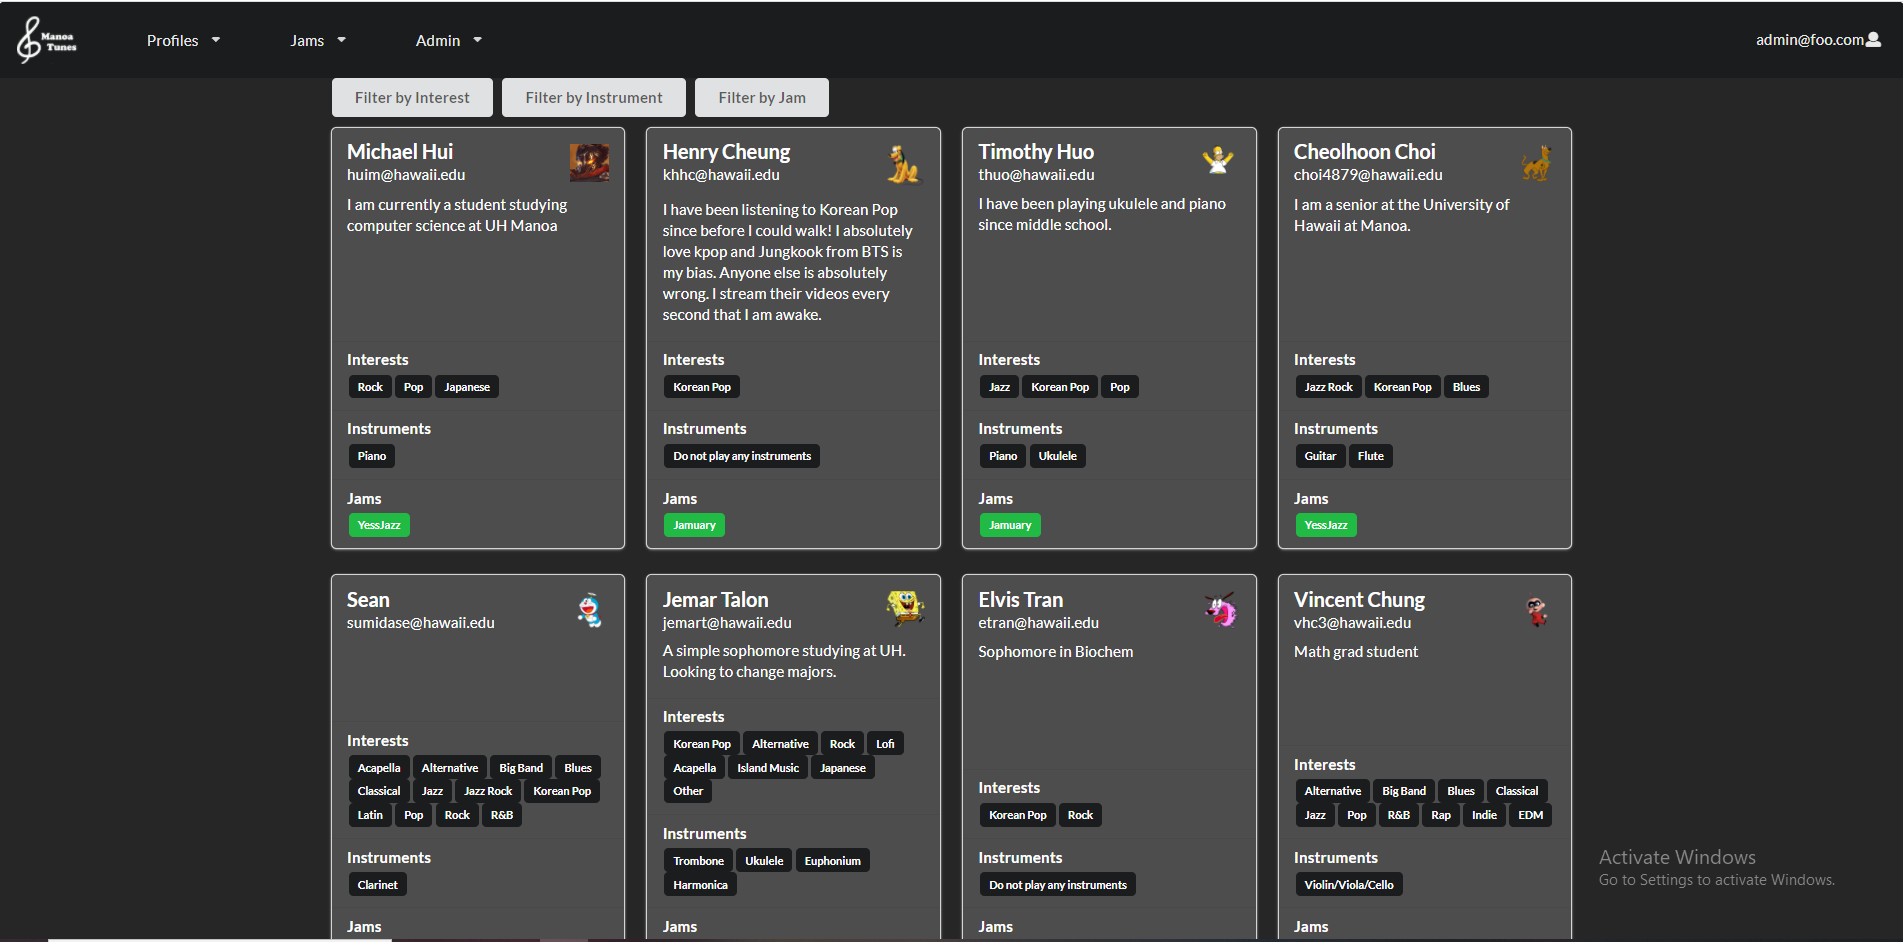 Manoa
Tunes
Profiles
Jams
Admin
admin@foo.com
Filter by Interest
Filter by Instrument
Filter by Jam
Michael Hui
huim@hawaii.edu
I am currently a student studying
computer science at UH Manoa
Interests
Rock Pop Japanese
Instruments
Piano
Jams
YessJazz
Henry Cheung
khhc@hawaii.edu
I have been listening to Korean Pop
since before I could walk! I absolutely
love kpop and Jungkook from BTS is
my bias. Anyone else is absolutely
wrong. I stream their videos every
second that I am awake.
Interests
Korean Pop
Instruments
Do not play any instruments
Jams
Jamuary
Timothy Huo
thuo@hawaii.edu
I have been playing ukulele and piano
since middle school.
Interests
Jazz Korean Pop Pop
Instruments
Piano Ukulele
Jams
Jamuary
Cheolhoon Choi
choi4879@hawaii.edu
I am a senior at the University of
Hawaii at Manoa.
Interests
Jazz Rock Korean Pop Blues
Instruments
Guitar Flute
Jams
YessJazz
Sean
sumidase@hawaii.edu
Interests
Acapella Alternative Big Band Blues
Classical Jazz Jazz Rock Korean Pop
Latin Pop Rock R&B
Instruments
Clarinet
Jams
Jemar Talon
jemart@hawaii.edu
A simple sophomore studying at UH.
Looking to change majors.
Interests
Korean Pop Alternative Rock Lofi
Acapella Island Music Japanese
Other
Instruments
Trombone Ukulele Euphonium
Harmonica
Jams
Elvis Tran
etran@hawaii.edu
Sophomore in Biochem
Interests
Korean Pop Rock
Instruments
Do not play any instruments
Jams
Vincent Chung
vhc3@hawaii.edu
Math grad student
Interests
Alternative Big Band Blues Classical
Jazz Pop R&B Rap Indie EDM
Instruments
Violin/Viola/Cello
Jams
Activate Windows
Go to Settings to activate Windows.